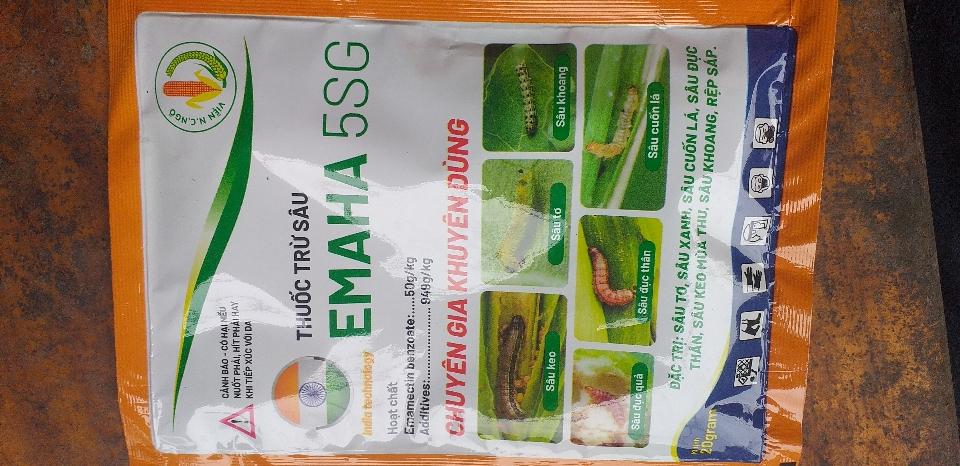 VIỆN N.C.NGÔ
CẢNH BÁO - CÓ HẠI NẾU
NUỐT PHẢI, HÍT PHẢI HAY
KHI TIẾP XÚC VỚI DA
THUỐC TRỪ SÂU
EMAHA 5SG
India technology
Hoạt chất
Emamectin benzoate:.....50g/kg
Additives:...................... 949g/kg
CHUYÊN GIA KHUYÊN DÙNG
Sâu keo
Sâu tơ
Sâu khoang
Sâu đục quả
Sâu đục thân
Sâu cuốn lá
ĐẶC TRỊ: SÂU TƠ, SÂU XANH, SÂU CUỐN LÁ, SÂU ĐỤC
THÂN, SÂU KEO MÙA THU, SÂU KHOANG, RỆP SÁP.
20gram